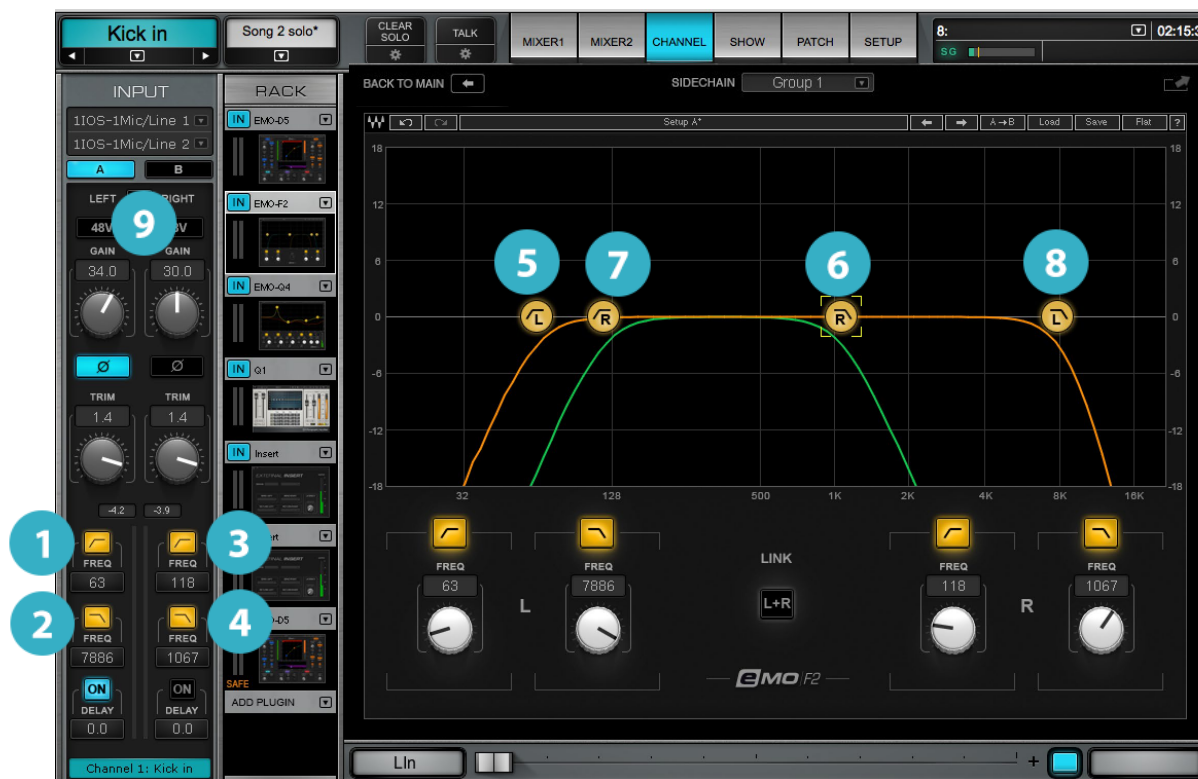 Kick in
Song 2 solo*
CLEAR
SOLO
TALK
MIXER1
MIXER2
CHANNEL
SHOW
PATCH
SETUP
8:
02:15:3
SG
INPUT
RACK
BACK TO MAIN
SIDECHAIN
Group 1
1IOS-1Mic/Line 1
1IOS-1Mic/Line 2
A
B
LEFT
RIGHT
48V
9
GAIN
GAIN
34.0
30.0
Ø
Ø
TRIM
TRIM
1.4
1.4
-4.2
-3.9
1
FREQ
63
3
FREQ
118
2
FREQ
7886
4
FREQ
1067
ON
DELAY
0.0
ON
DELAY
0.0
Channel 1: Kick in
IN
EMO-D5
IN
EMO-F2
IN
EMO-Q4
IN
Q1
IN
Insert
EXTERNAL INSERT
SAFE
ADD PLUGIN
Setup A*
A→B
Load
Save
Flat
?
18
18
12
12
6
6
0
0
-6
-6
-12
-12
-18
-18
5
7
6
8
L
R
R
L
32
128
500
1K
2K
4K
8K
16K
FREQ
63
L
FREQ
7886
LINK
L+R
FREQ
118
R
FREQ
1067
eMO F2
LIn
+